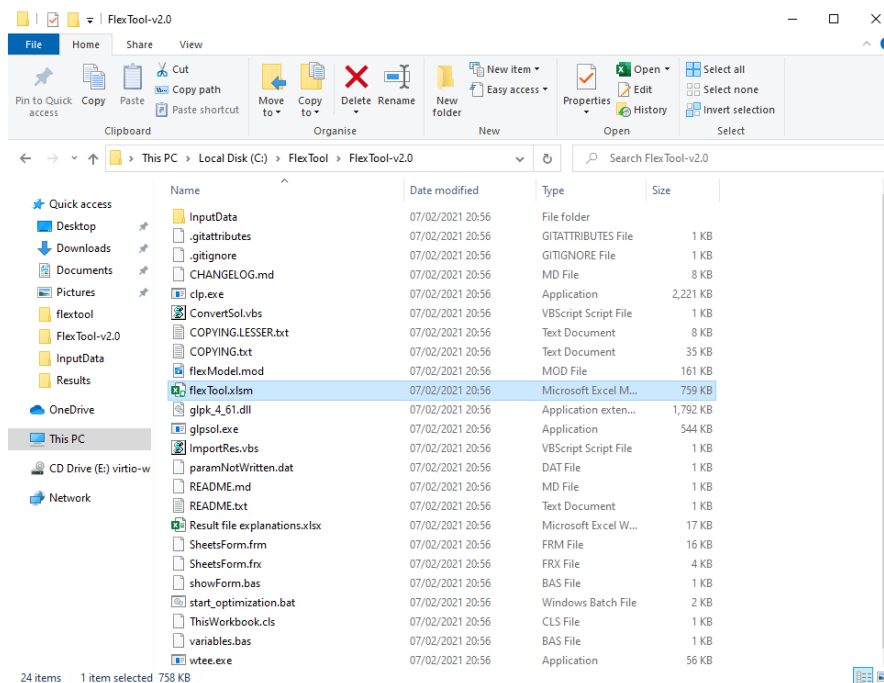 FlexTool-v2.0
File Home Share View
Pin to Quick access
Copy
Paste
Cut
Copy path
Paste shortcut
Clipboard
Move to
Copy to
Delete
Rename
Organise
New folder
New item
Easy access
New
Properties
Open
Edit
History
Open
Select all
Select none
Invert selection
Select
This PC > Local Disk (C:) > FlexTool > FlexTool-v2.0
Search FlexTool-v2.0
Quick access
Desktop
Downloads
Documents
Pictures
flextool
FlexTool-v2.0
InputData
Results
OneDrive
This PC
CD Drive (E:) virtio-w
Network
Name Date modified Type Size
InputData 07/02/2021 20:56 File folder
.gitattributes 07/02/2021 20:56 GITATTRIBUTES File 1 KB
.gitignore 07/02/2021 20:56 GITIGNORE File 1 KB
CHANGELOG.md 07/02/2021 20:56 MD File 8 KB
clp.exe 07/02/2021 20:56 Application 2,221 KB
ConvertSol.vbs 07/02/2021 20:56 VBScript Script File 1 KB
COPYING.LESSER.txt 07/02/2021 20:56 Text Document 8 KB
COPYING.txt 07/02/2021 20:56 Text Document 35 KB
flexModel.mod 07/02/2021 20:56 MOD File 161 KB
flexTool.xlsm 07/02/2021 20:56 Microsoft Excel M... 759 KB
glpk_4_61.dll 07/02/2021 20:56 Application exten... 1,792 KB
glpsol.exe 07/02/2021 20:56 Application 544 KB
ImportRes.vbs 07/02/2021 20:56 VBScript Script File 1 KB
paramNotWritten.dat 07/02/2021 20:56 DAT File 1 KB
README.md 07/02/2021 20:56 MD File 1 KB
README.txt 07/02/2021 20:56 Text Document 1 KB
Result file explanations.xlsx 07/02/2021 20:56 Microsoft Excel W... 17 KB
SheetsForm.frm 07/02/2021 20:56 FRM File 16 KB
SheetsForm.frx 07/02/2021 20:56 FRX File 4 KB
showForm.bas 07/02/2021 20:56 BAS File 1 KB
start_optimization.bat 07/02/2021 20:56 Windows Batch File 2 KB
ThisWorkbook.cls 07/02/2021 20:56 CLS File 1 KB
variables.bas 07/02/2021 20:56 BAS File 1 KB
wtee.exe 07/02/2021 20:56 Application 56 KB
24 items 1 item selected 758 KB